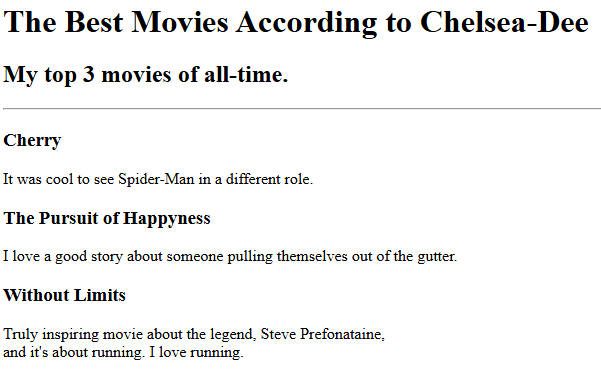 The Best Movies According to Chelsea-Dee
My top 3 movies of all-time.
Cherry
It was cool to see Spider-Man in a different role.
The Pursuit of Happyness
I love a good story about someone pulling themselves out of the gutter.
Without Limits
Truly inspiring movie about the legend, Steve Prefonataine,
and it's about running. I love running.